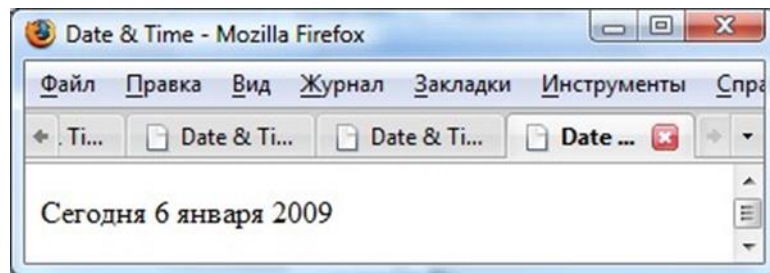 Date & Time - Mozilla Firefox
Файл Правка Вид Журнал Закладки Инструменты Спра
. Ti... Date & Ti... Date & Ti... Date ...
Сегодня 6 января 2009